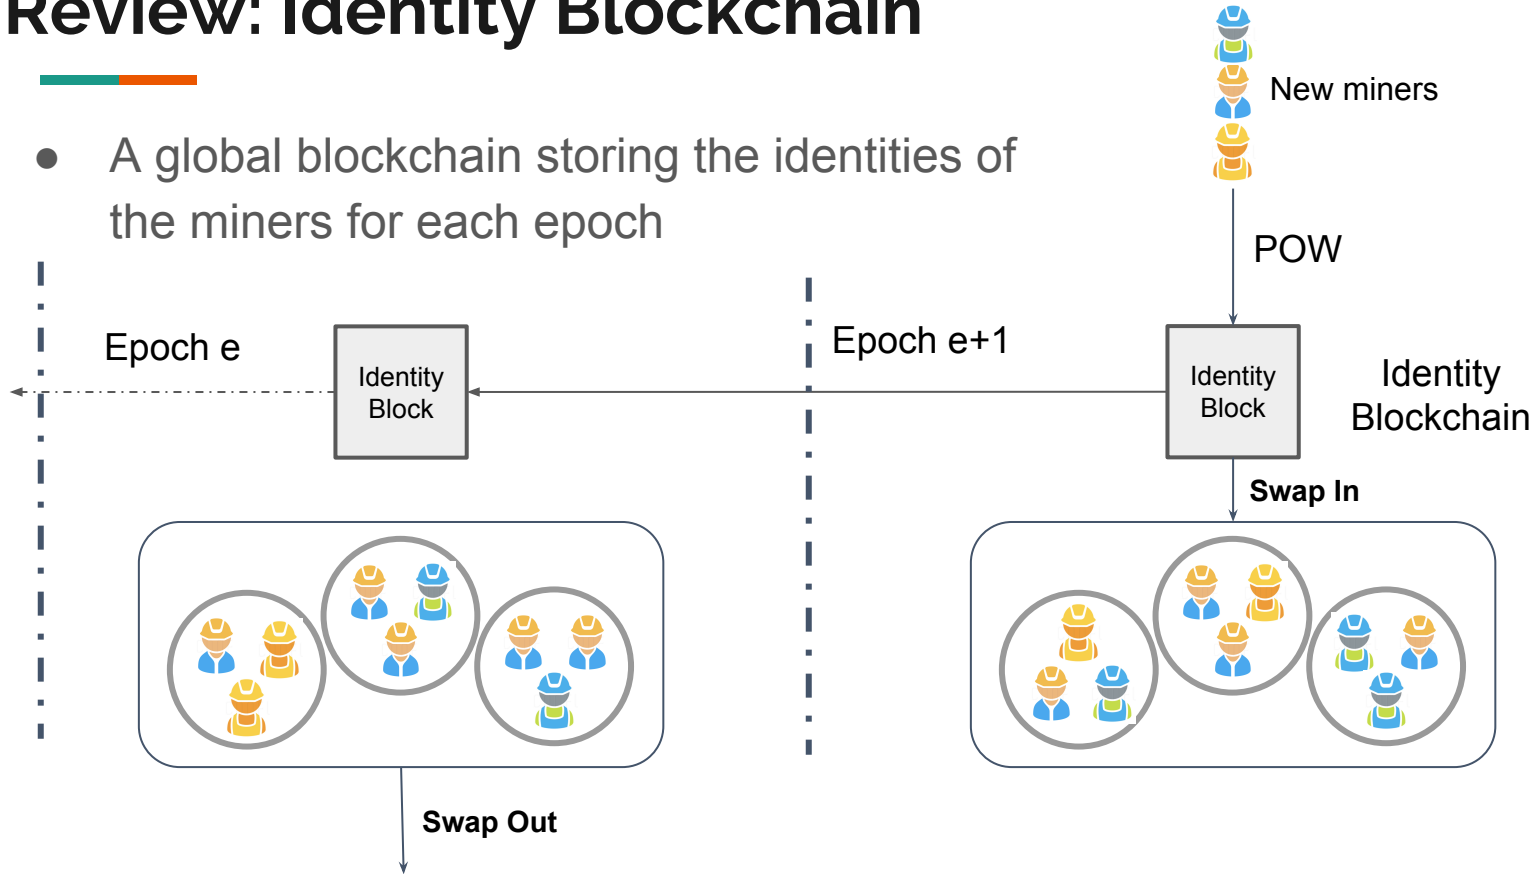 Review: Identity Blockchain
New miners
● A global blockchain storing the identities of
the miners for each epoch
POW
Epoch e
Epoch e+1
Identity
Block
Identity
Block
Identity
Blockchain
Swap In
Swap Out